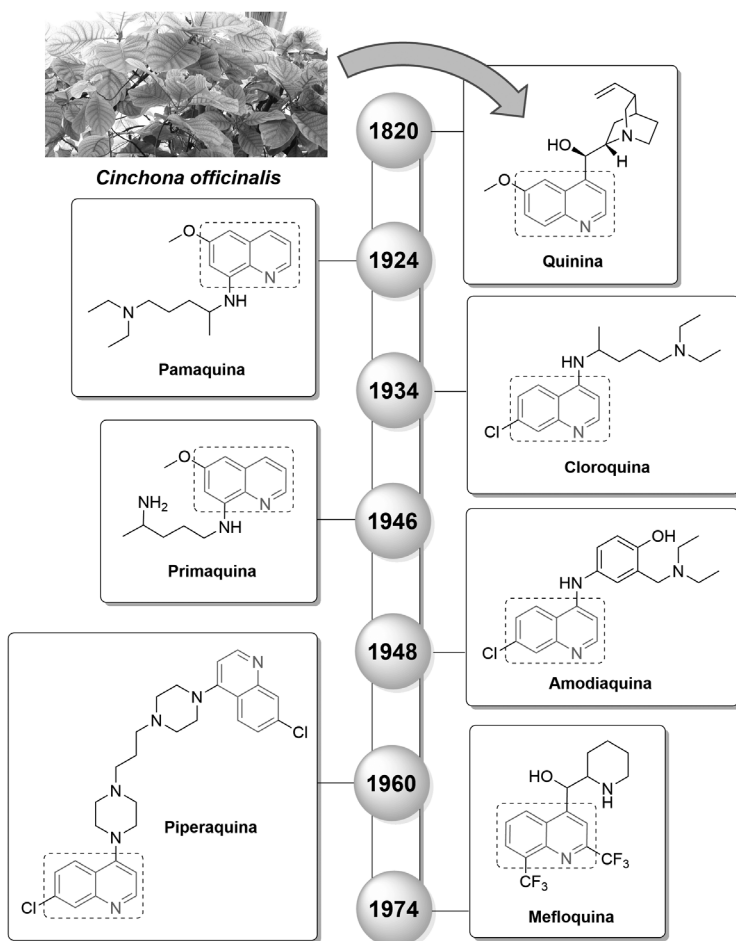 1820
HO
N
H
O
N
Quinina
Cinchona officinalis
1924
O
N
NH
N
Pamaquina
1934
HN
N
Cl
N
Cloroquina
1946
O
N
NH2
NH
Primaquina
1948
OH
HN
N
Cl
N
Amodiaquina
1960
N
N
N
Cl
N
N
Cl
N
Piperaquina
1974
HO
N
H
N
CF3
CF3
Mefloquina